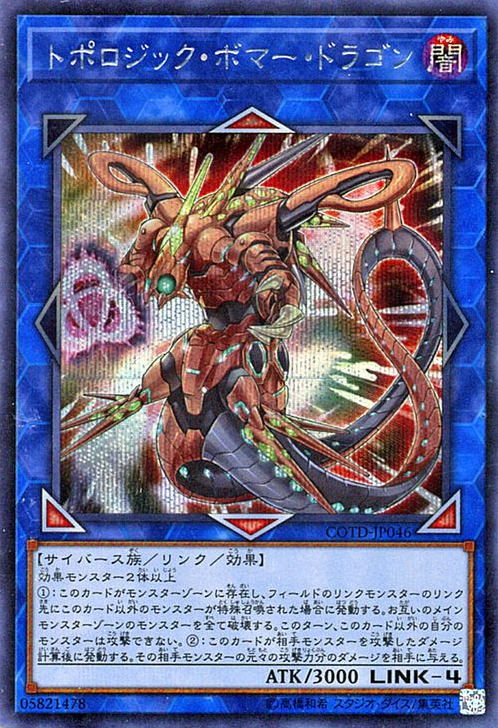 トポロジック・ボマー・ドラゴン 闇
COTD-JP046
【サイバース族／リンク／効果】
効果モンスター２体以上
①：このカードがモンスターゾーンに存在し、フィールドのリンクモンスターのリンク
先にこのカード以外のモンスターが特殊召喚された場合に発動する。お互いのメイン
モンスターゾーンのモンスターを全て破壊する。このターン、このカード以外の自分の
モンスターは攻撃できない。②：このカードが相手モンスターを攻撃したダメージ
計算後に発動する。その相手モンスターの元々の攻撃力分のダメージを相手に与える。
ATK/3000 LINK-4
05821478 ©高橋和希 スタジオ・ダイス/集英社